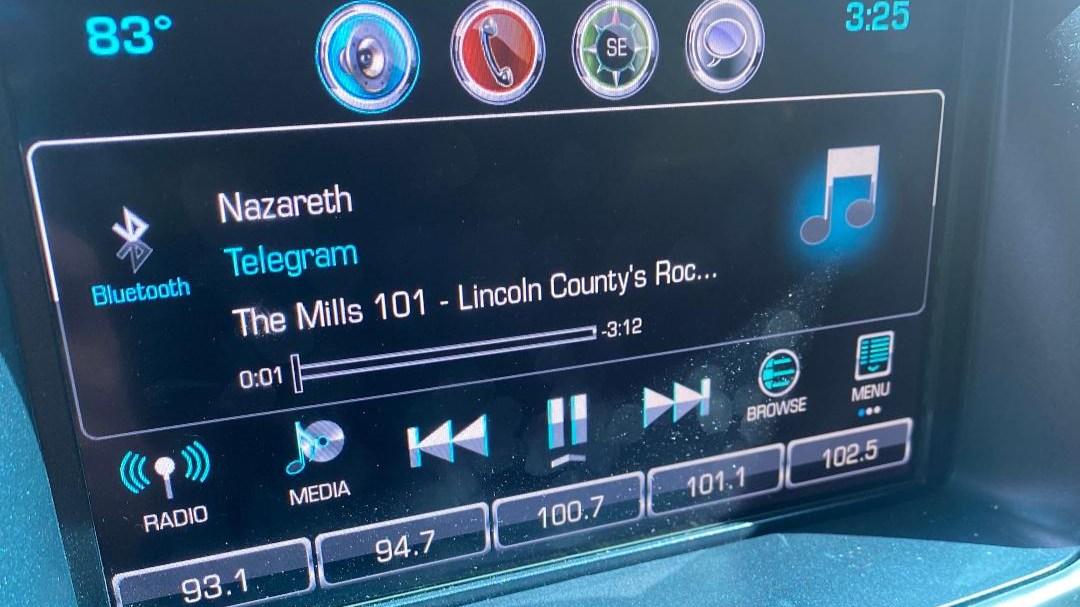 83°
SE
3:25
Nazareth
Telegram
Bluetooth
The Mills 101 - Lincoln County's Roc...
0:01
-3:12
RADIO
MEDIA
BROWSE
MENU
93.1
94.7
100.7
101.1
102.5